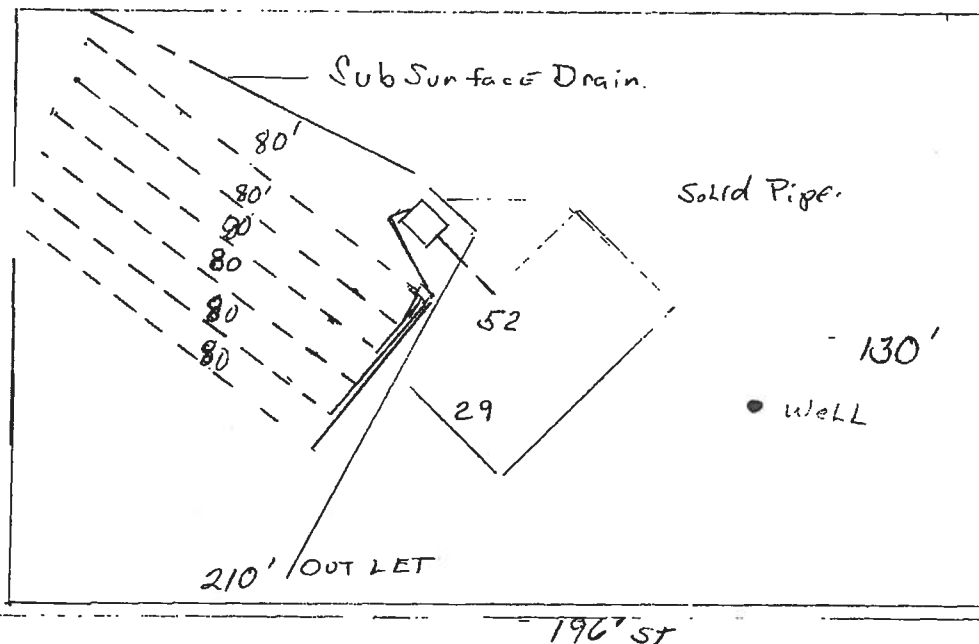 Sub Surface Drain.
80'
80'
80
80
80
80
Solid Pipe.
52
29
130'
Well
210' OUT LET
196' St